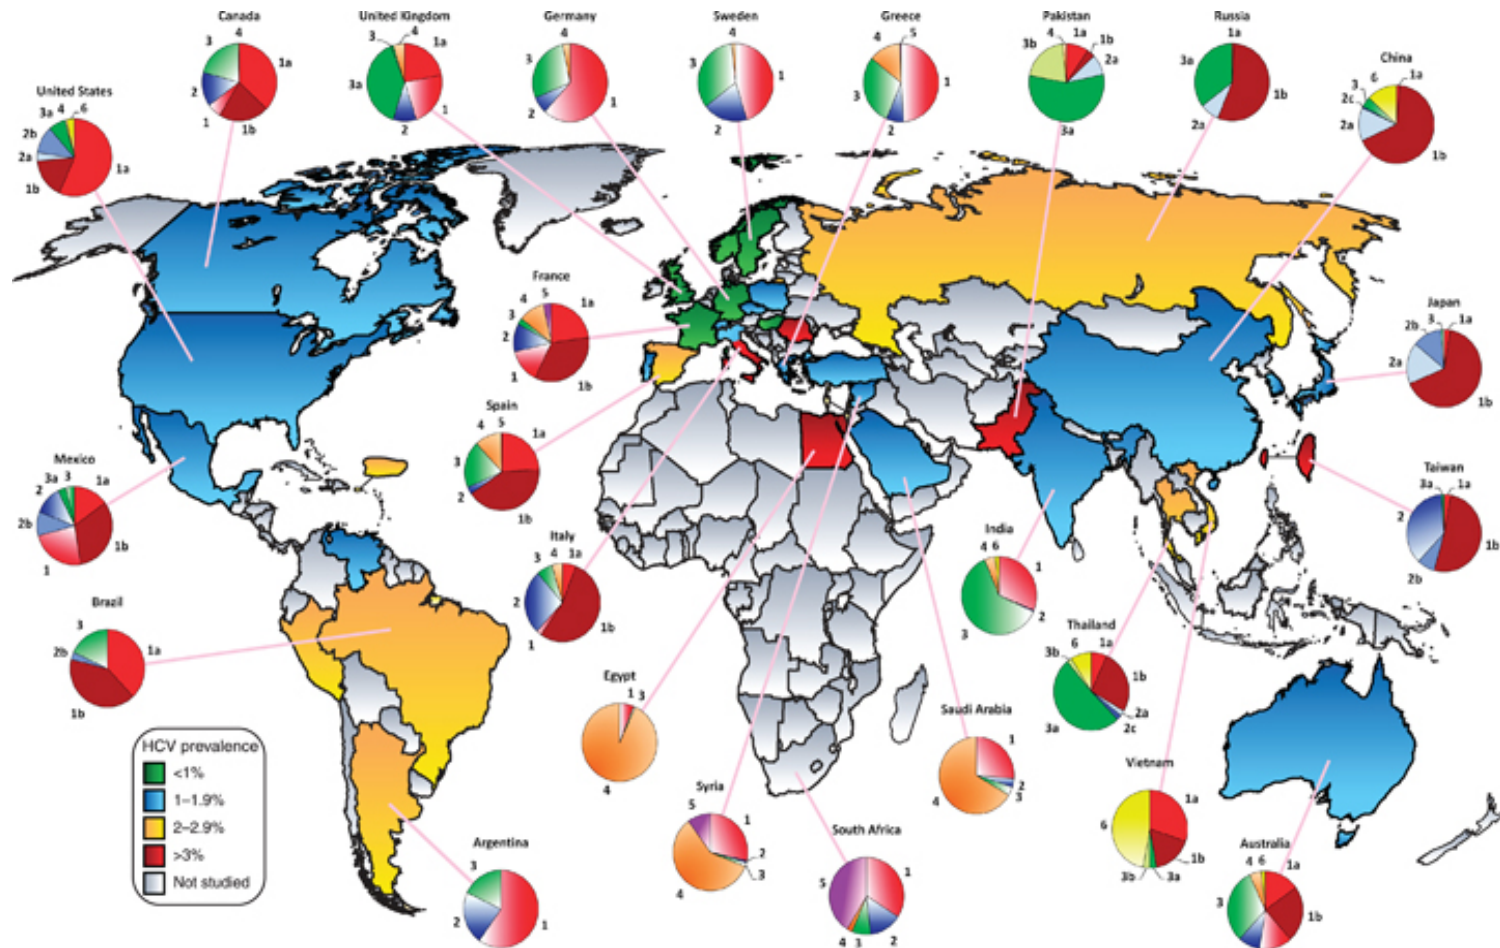 Canada
4
3
1a
2
1
1b
United Kingdom
4
3
1a
3a
1
2
Germany
4
3
1
2
Sweden
4
3
1
2
Greece
5
4
1
3
2
Pakistan
4
1a
3b
1b
2a
3a
Russia
1a
3a
1b
2a
China
6
1a
3
2c
2a
1b
United States
4
6
3a
2b
2a
1a
1b
France
5
4
1a
3
2
1
1b
Japan
3
1a
2b
2a
1b
Spain
5
4
1a
3
2
1b
Mexico
3
3a
1a
2
2b
1b
1
Taiwan
3a
1a
2
1b
2b
Italy
4
1a
3
2
1
1b
India
4
6
1
2
3
Brazil
3
1a
2b
1b
Thailand
6
1a
3b
1b
2a
2c
3a
Egypt
1
3
4
Saudi Arabia
1
2
3
4
HCV prevalence
<1%
1–1.9%
2–2.9%
>3%
Not studied
Vietnam
1a
6
1b
3a
3b
Syria
5
1
2
3
4
South Africa
1
5
2
3
4
Argentina
3
2
1
Australia
4
6
1a
3
1b
2
1